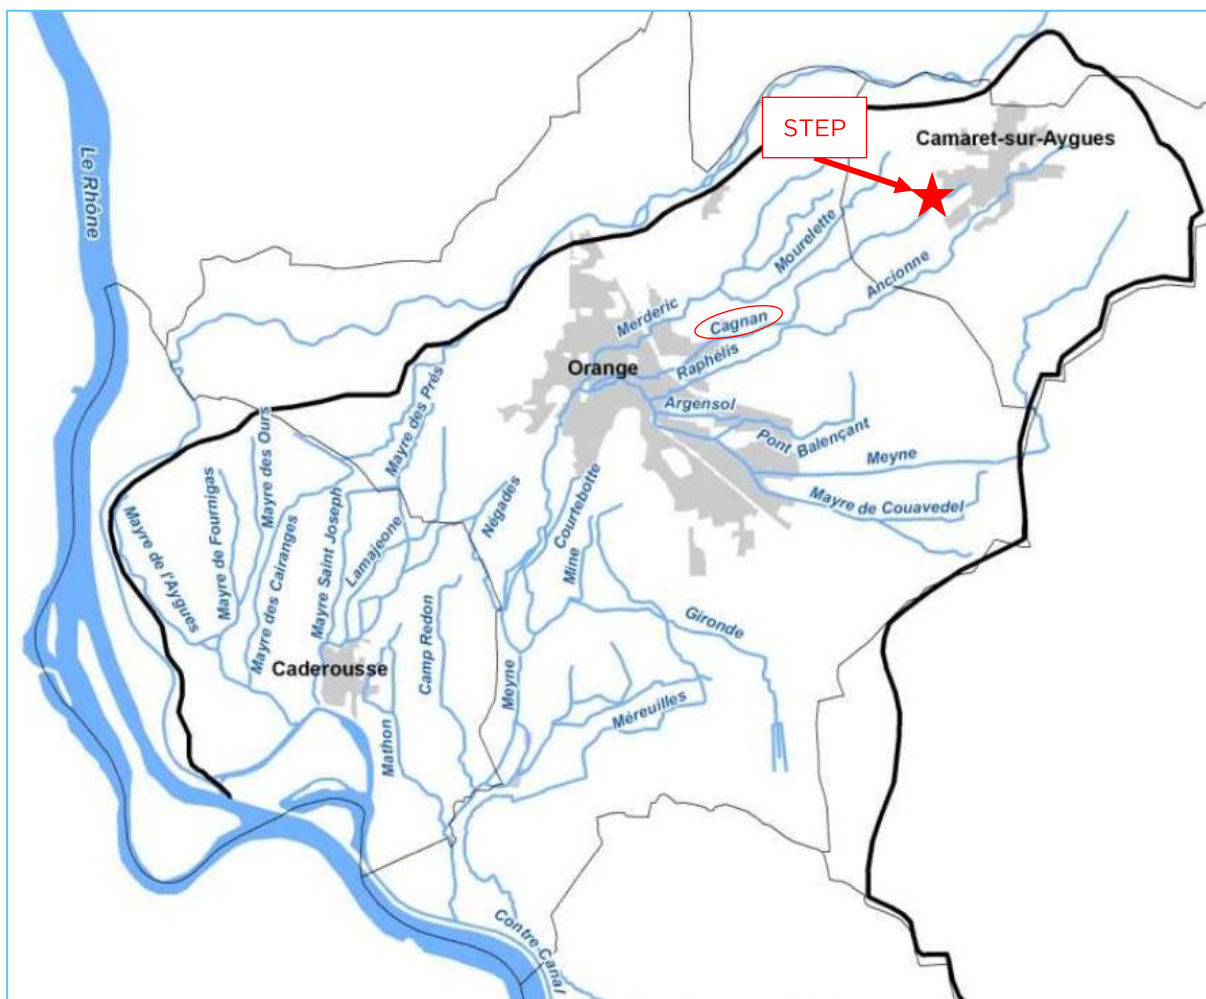 STEP
Camaret-sur-Aygues
Le Rhône
Mourelette
Ancionne
Merderic
Cagnan
Raphélis
Orange
Argensol
Pont Balençant
Meyne
Mayre de Couavedel
Mayre des Prés
Mayre des Ours
Mayre de Fournigas
Mayre de l'Aygues
Mayre des Cairanges
Mayre Saint Joseph
Lamajeone
Négades
Courtebotte
Mine
Gironde
Caderousse
Camp Redon
Meyne
Méreuilles
Mathon
Contre Canal